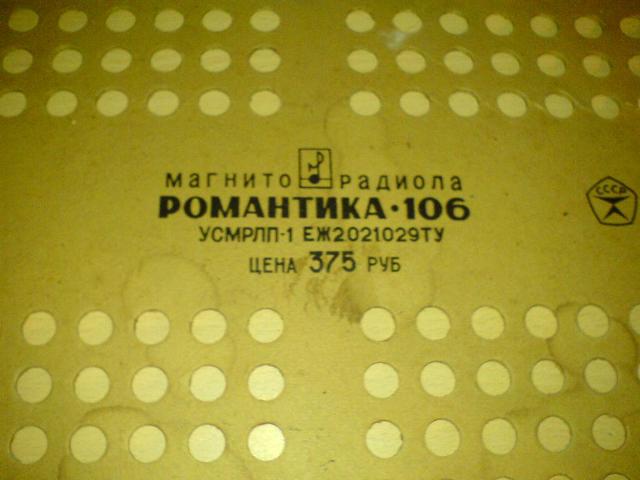 магнито радиола
РОМАНТИКА·106
УСМРЛП-1 ЕЖ2021029ТУ
ЦЕНА 375 РУБ
СССР